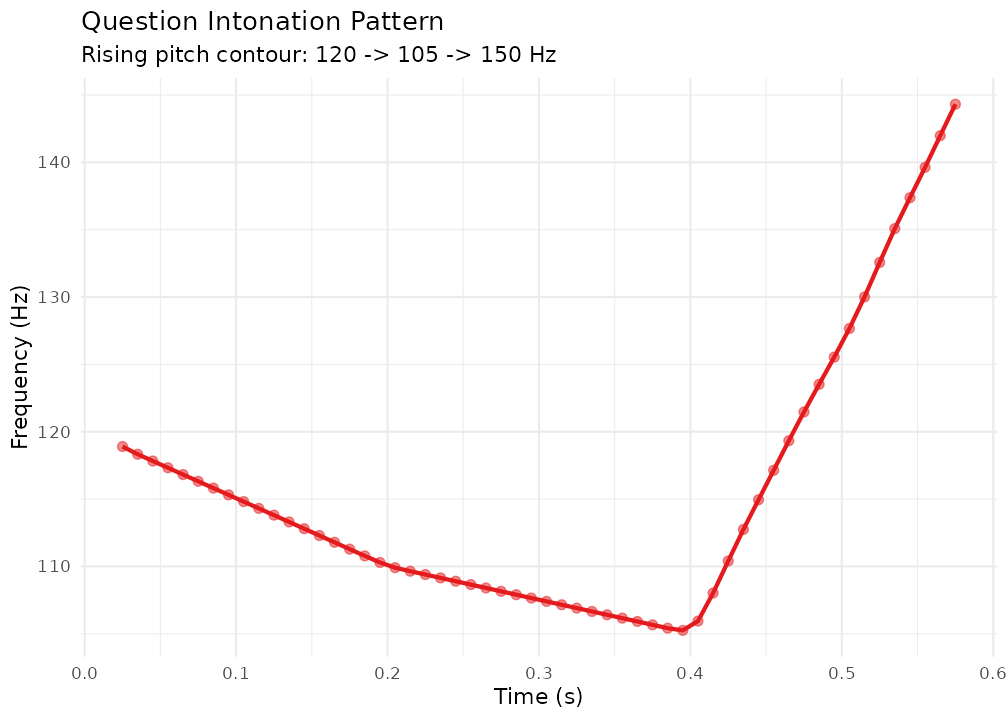 Question Intonation Pattern
Rising pitch contour: 120 -> 105 -> 150 Hz
140
130
120
110
Frequency (Hz)
0.0 0.1 0.2 0.3 0.4 0.5 0.6
Time (s)